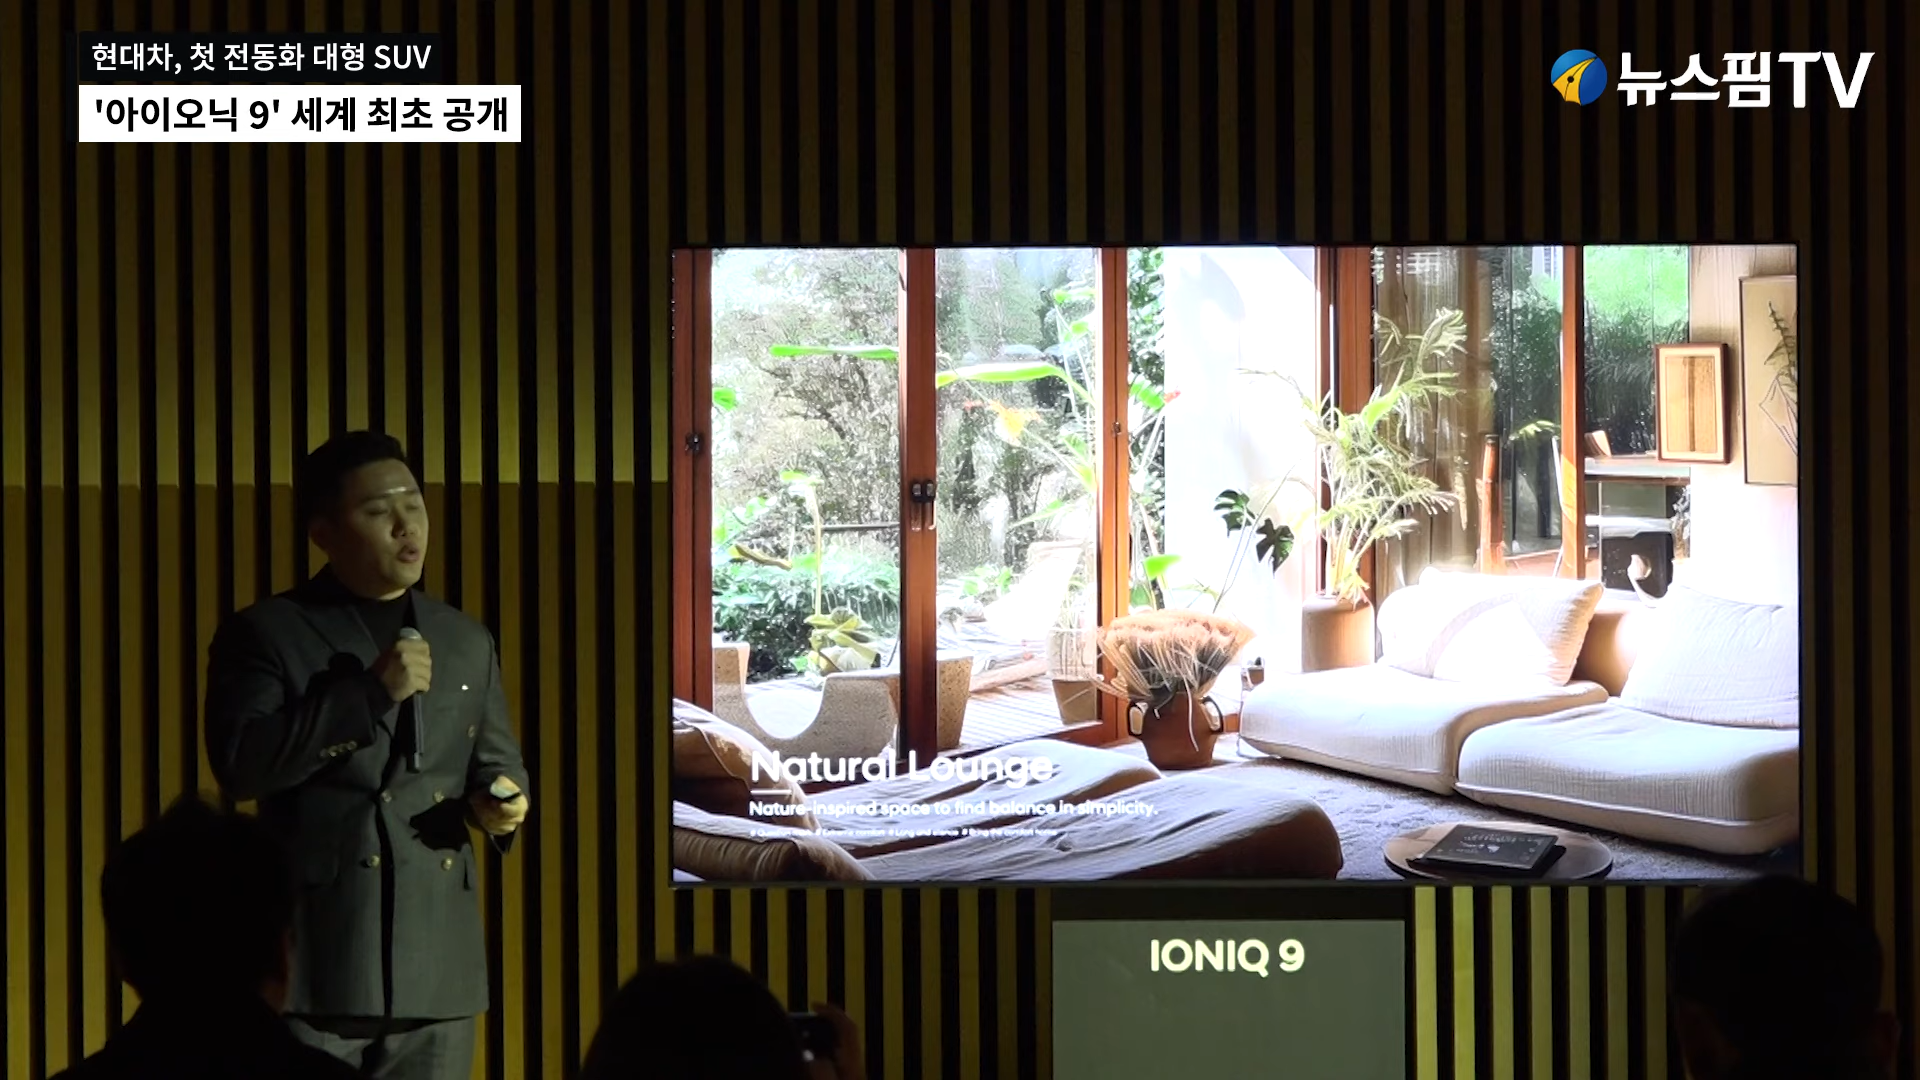 현대차, 첫 전동화 대형 SUV
'아이오닉 9' 세계 최초 공개
뉴스핌TV
Natural Lounge
Nature-inspired space to find balance in simplicity.
IONIQ 9